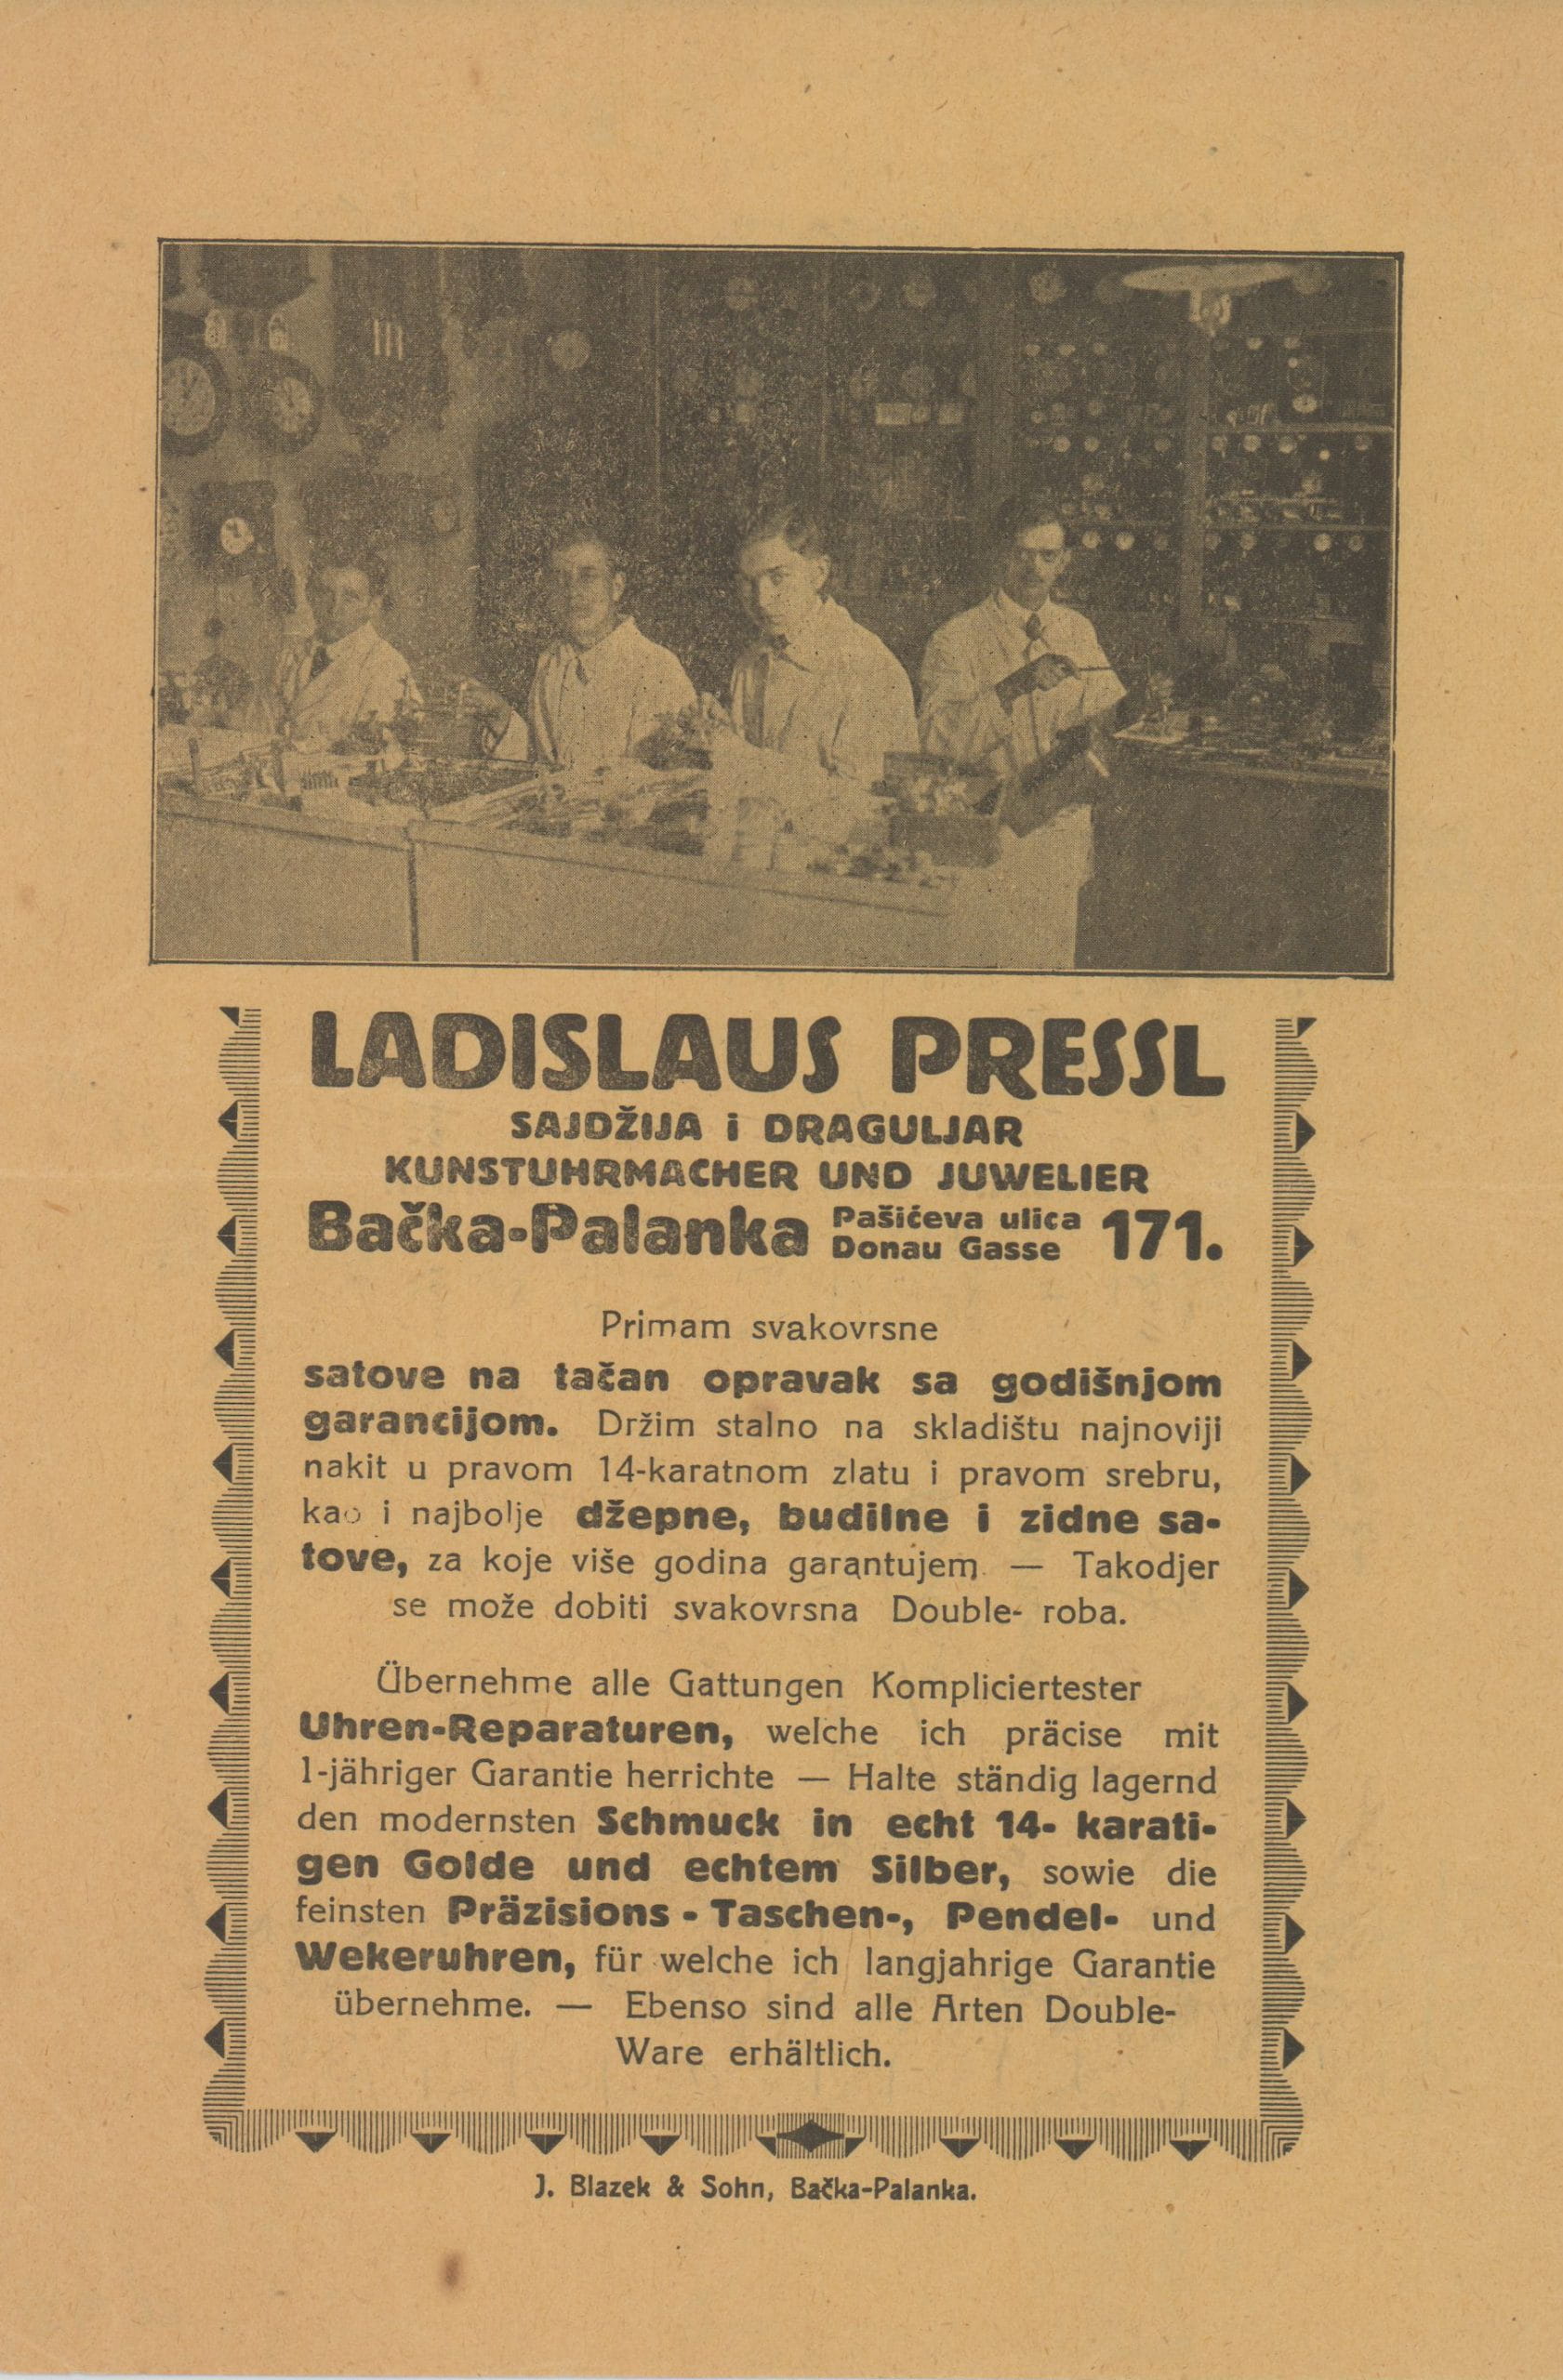 LADISLAUS PRESSL
SAJDŽIJA i DRAGULJAR
KUNSTUHRMACHER UND JUWELIER
Bačka-Palanka Pašićeva ulica 171.
Donau Gasse
Primam svakovrsne
satove na tačan opravak sa godišnjom
garancijom. Držim stalno na skladištu najnoviji
nakit u pravom 14-karatnom zlatu i pravom srebru,
kao i najbolje džepne, budilne i zidne sa-
tove, za koje više godina garantujem. — Takodjer
se može dobiti svakovrsna Double- roba.
Übernehme alle Gattungen Kompliciertester
Uhren-Reparaturen, welche ich präcise mit
1-jähriger Garantie herrichte — Halte ständig lagernd
den modernsten Schmuck in echt 14- karati-
gen Golde und echtem Silber, sowie die
feinsten Präzisions - Taschen-, Pendel- und
Wekeruhren, für welche ich langjahrige Garantie
übernehme. — Ebenso sind alle Arten Double-
Ware erhältlich.
J. Blazek & Sohn, Bačka-Palanka.